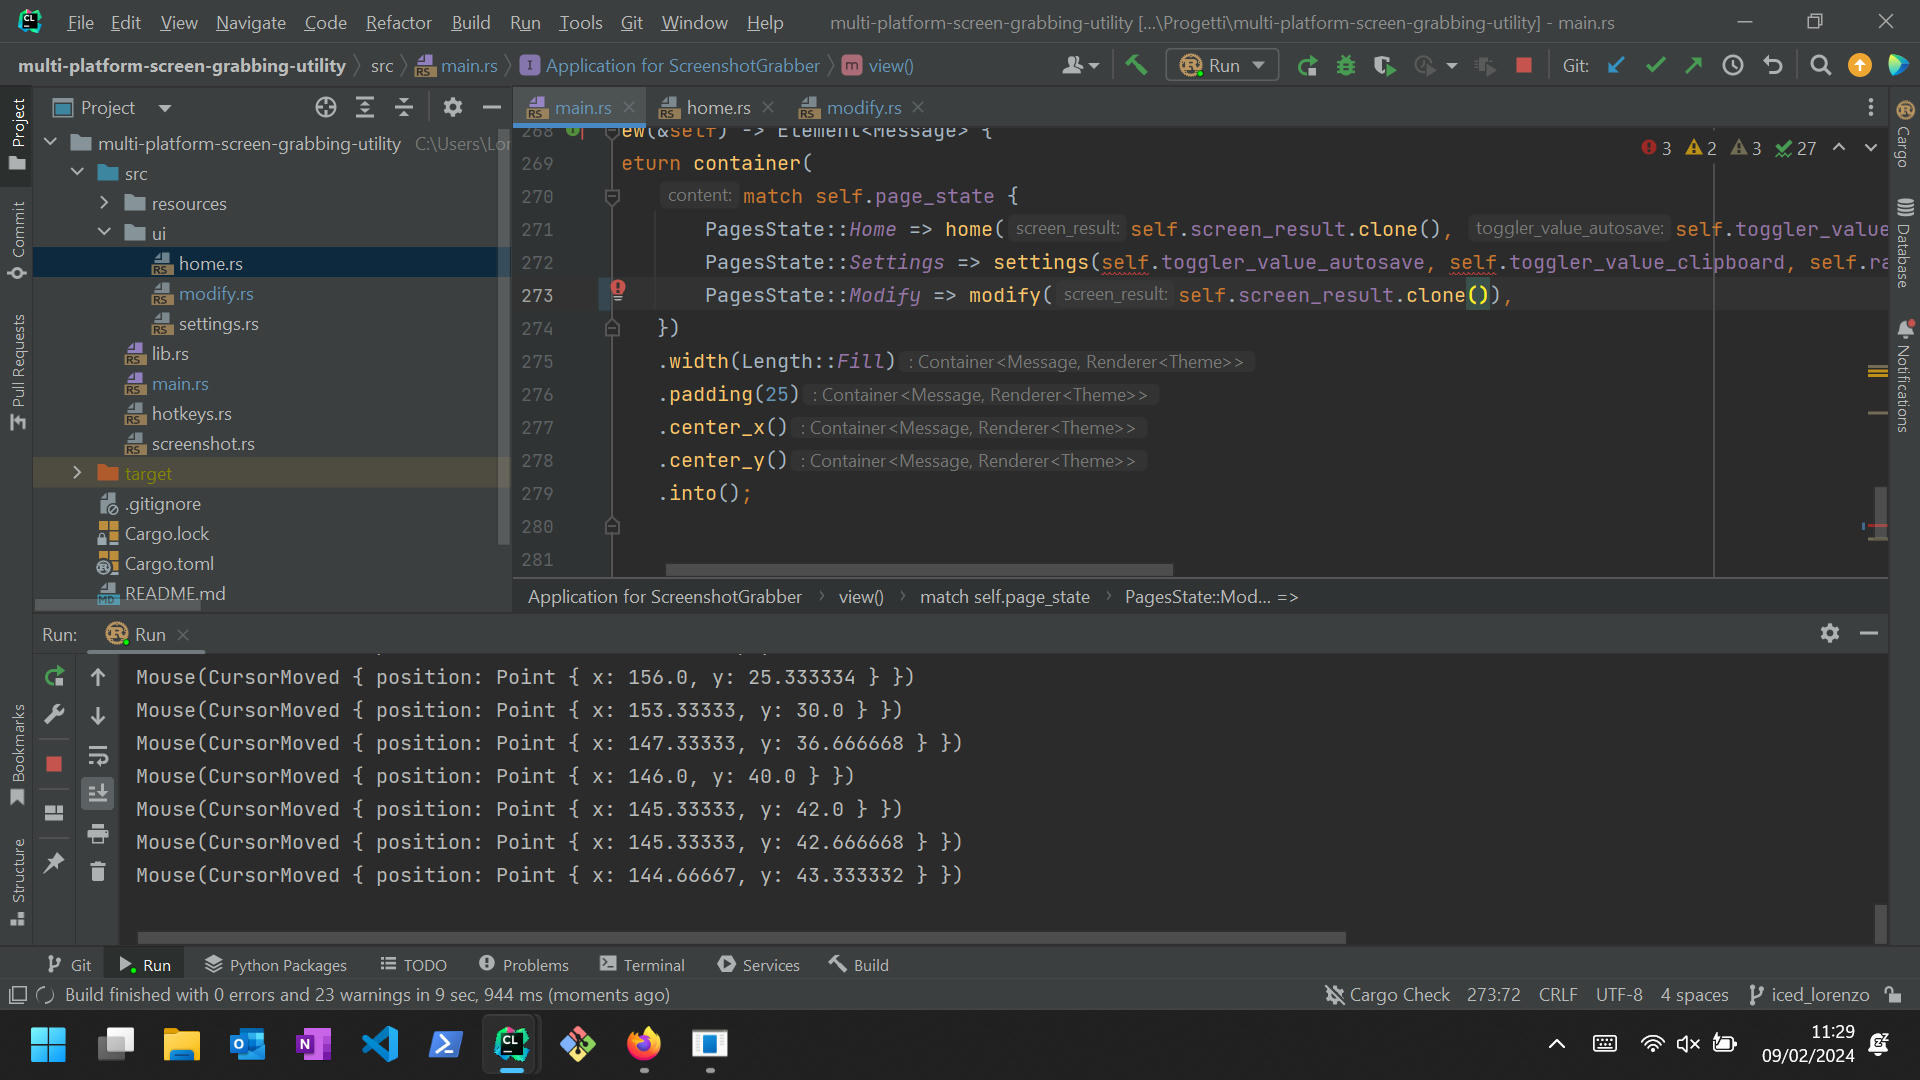 File Edit View Navigate Code Refactor Build Run Tools Git Window Help multi-platform-screen-grabbing-utility [...\Progetti\multi-platform-screen-grabbing-utility] - main.rs
multi-platform-screen-grabbing-utility src main.rs Application for ScreenshotGrabber view() Run Git:
Project
Commit
Pull Requests
Bookmarks
Structure
Project
multi-platform-screen-grabbing-utility C:\Users\Lor
src
resources
ui
home.rs
modify.rs
settings.rs
lib.rs
main.rs
hotkeys.rs
screenshot.rs
target
.gitignore
Cargo.lock
Cargo.toml
README.md
main.rs home.rs modify.rs
3 2 3 27
268 ew(&self) -> Element<Message> {
269 eturn container(
270 content: match self.page_state {
271 PagesState::Home => home( screen_result: self.screen_result.clone(), toggler_value_autosave: self.toggler_value
272 PagesState::Settings => settings(self.toggler_value_autosave, self.toggler_value_clipboard, self.ra
273 PagesState::Modify => modify( screen_result: self.screen_result.clone()),
274 })
275 .width(Length::Fill) : Container<Message, Renderer<Theme>>
276 .padding(25) : Container<Message, Renderer<Theme>>
277 .center_x() : Container<Message, Renderer<Theme>>
278 .center_y() : Container<Message, Renderer<Theme>>
279 .into();
280
281
Application for ScreenshotGrabber view() match self.page_state PagesState::Mod... =>
Cargo
Database
Notifications
Run: Run
Mouse(CursorMoved { position: Point { x: 156.0, y: 25.333334 } })
Mouse(CursorMoved { position: Point { x: 153.33333, y: 30.0 } })
Mouse(CursorMoved { position: Point { x: 147.33333, y: 36.666668 } })
Mouse(CursorMoved { position: Point { x: 146.0, y: 40.0 } })
Mouse(CursorMoved { position: Point { x: 145.33333, y: 42.0 } })
Mouse(CursorMoved { position: Point { x: 145.33333, y: 42.666668 } })
Mouse(CursorMoved { position: Point { x: 144.66667, y: 43.333332 } })
Git Run Python Packages TODO Problems Terminal Services Build
Build finished with 0 errors and 23 warnings in 9 sec, 944 ms (moments ago) Cargo Check 273:72 CRLF UTF-8 4 spaces iced_lorenzo
11:29
09/02/2024